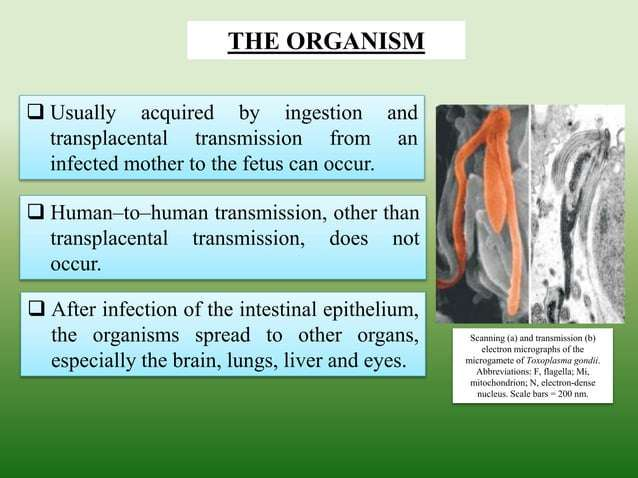 THE ORGANISM
❑ Usually acquired by ingestion and
transplacental transmission from an
infected mother to the fetus can occur.
❑ Human–to–human transmission, other than
transplacental transmission, does not
occur.
❑ After infection of the intestinal epithelium,
the organisms spread to other organs,
especially the brain, lungs, liver and eyes.
Scanning (a) and transmission (b)
electron micrographs of the
microgamete of Toxoplasma gondii.
Abbreviations: F, flagella; Mi,
mitochondrion; N, electron-dense
nucleus. Scale bars = 200 nm.